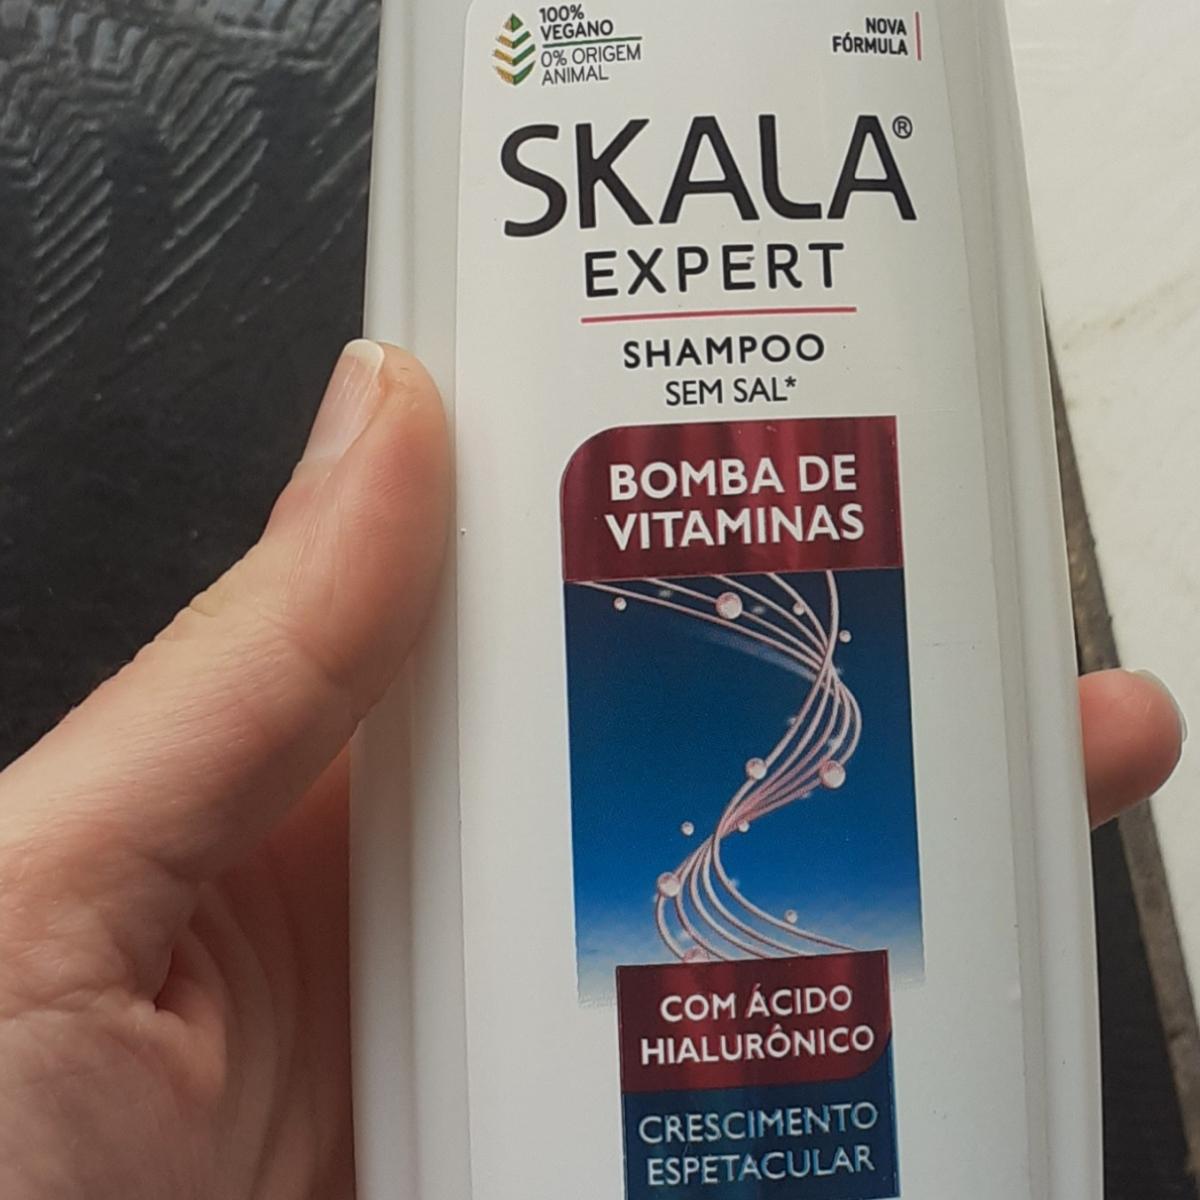 100%
VEGANO
0% ORIGEM
ANIMAL
NOVA
FÓRMULA
SKALA®
EXPERT
SHAMPOO
SEM SAL*
BOMBA DE
VITAMINAS
COM ÁCIDO
HIALURÔNICO
CRESCIMENTO
ESPETACULAR